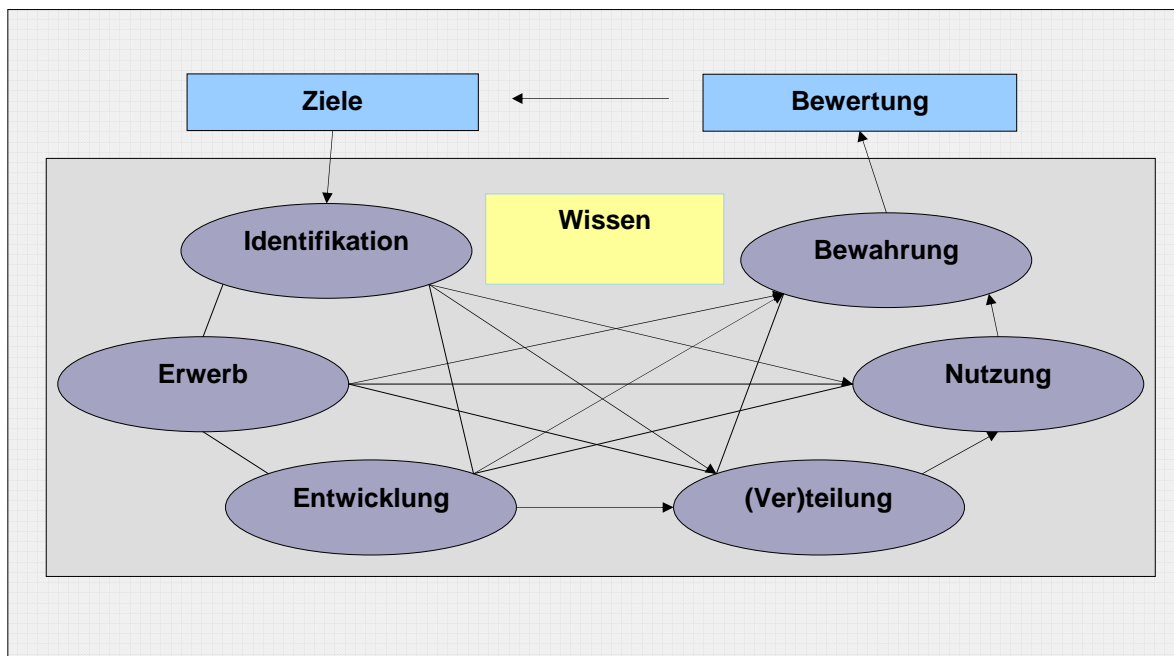 Ziele
Bewertung
Wissen
Identifikation
Bewahrung
Erwerb
Nutzung
Entwicklung
(Ver)teilung